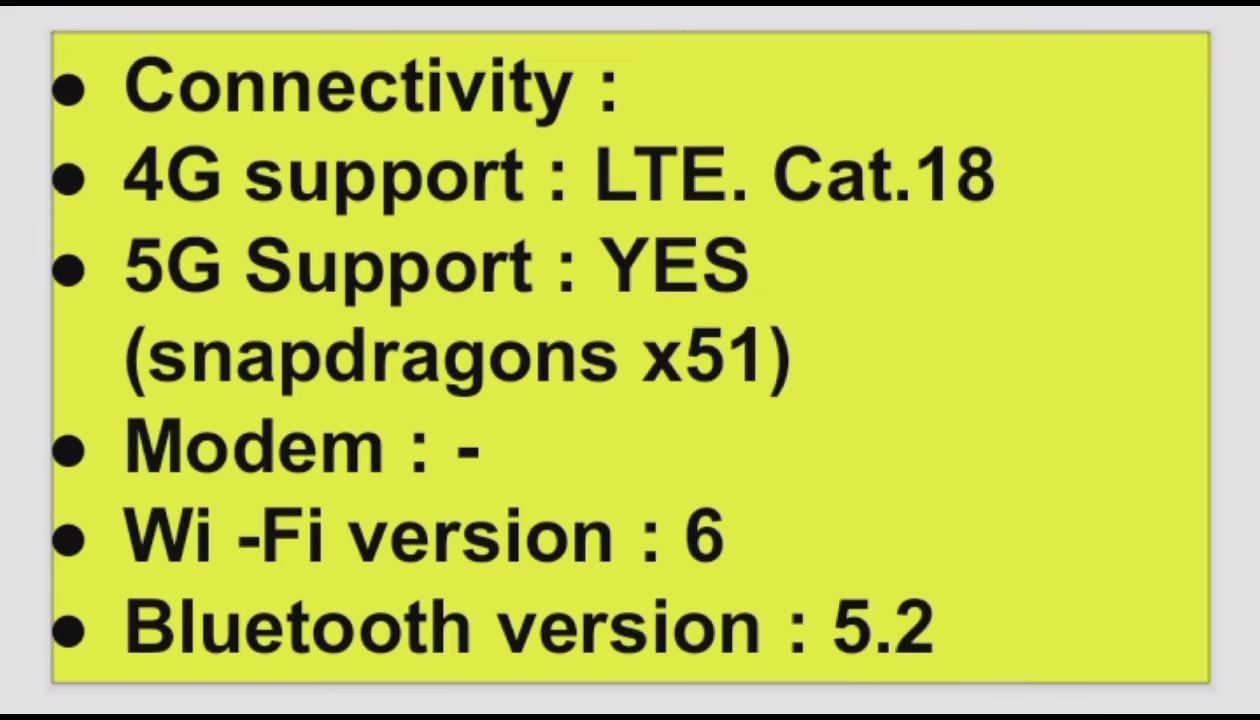 • Connectivity :
• 4G support : LTE. Cat.18
• 5G Support : YES
(snapdragons x51)
• Modem : -
• Wi -Fi version : 6
• Bluetooth version : 5.2